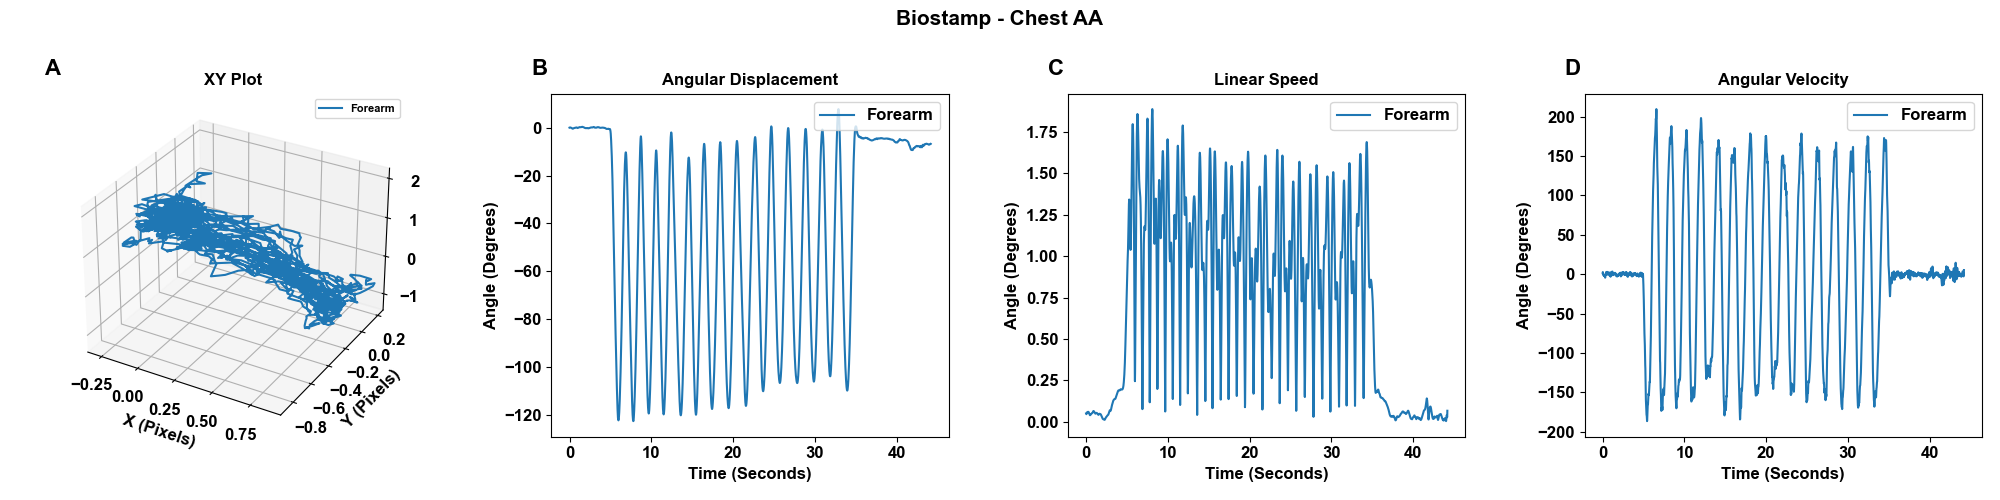 Biostamp - Chest AA
A
XY Plot
Forearm
2
1
0
−1
0.2
0.0
−0.2
−0.4
−0.6
−0.8
Y (Pixels)
−0.25
0.00
0.25
0.50
0.75
X (Pixels)
B
Angular Displacement
Forearm
0
−20
−40
−60
−80
−100
−120
Angle (Degrees)
0 10 20 30 40
Time (Seconds)
C
Linear Speed
Forearm
1.75
1.50
1.25
1.00
0.75
0.50
0.25
0.00
Angle (Degrees)
0 10 20 30 40
Time (Seconds)
D
Angular Velocity
Forearm
200
150
100
50
0
−50
−100
−150
−200
Angle (Degrees)
0 10 20 30 40
Time (Seconds)